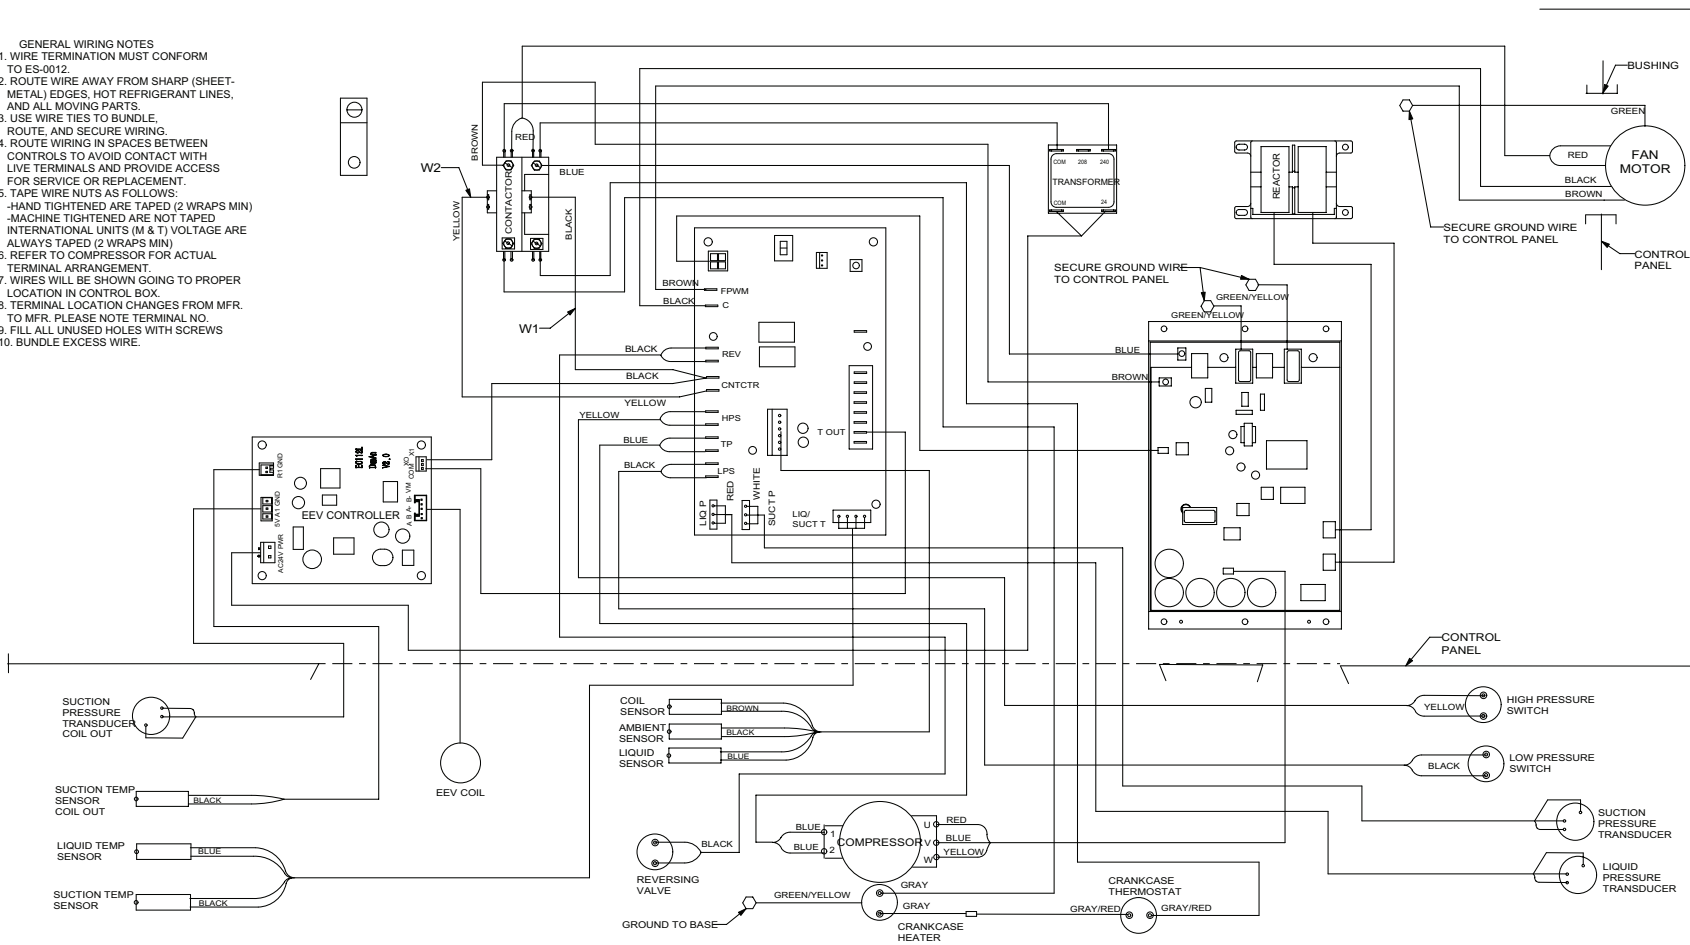 GENERAL WIRING NOTES
1. WIRE TERMINATION MUST CONFORM
TO ES-0012.
2. ROUTE WIRE AWAY FROM SHARP (SHEET-
METAL) EDGES, HOT REFRIGERANT LINES,
AND ALL MOVING PARTS.
3. USE WIRE TIES TO BUNDLE,
ROUTE, AND SECURE WIRING.
4. ROUTE WIRING IN SPACES BETWEEN
CONTROLS TO AVOID CONTACT WITH
LIVE TERMINALS AND PROVIDE ACCESS
FOR SERVICE OR REPLACEMENT.
5. TAPE WIRE NUTS AS FOLLOWS:
-HAND TIGHTENED ARE TAPED (2 WRAPS MIN)
-MACHINE TIGHTENED ARE NOT TAPED
INTERNATIONAL UNITS (M & T) VOLTAGE ARE
ALWAYS TAPED (2 WRAPS MIN)
6. REFER TO COMPRESSOR FOR ACTUAL
TERMINAL ARRANGEMENT.
7. WIRES WILL BE SHOWN GOING TO PROPER
LOCATION IN CONTROL BOX.
8. TERMINAL LOCATION CHANGES FROM MFR.
TO MFR. PLEASE NOTE TERMINAL NO.
9. FILL ALL UNUSED HOLES WITH SCREWS
10. BUNDLE EXCESS WIRE.
BROWN
RED
W2
BLUE
CONTACTOR
YELLOW
BLACK
W1
COM 208 240
TRANSFORMER
COM 24
REACTOR
BUSHING
GREEN
RED
FAN
MOTOR
BLACK
BROWN
SECURE GROUND WIRE
TO CONTROL PANEL
CONTROL
PANEL
SECURE GROUND WIRE
TO CONTROL PANEL
GREEN/YELLOW
GREEN/YELLOW
BLUE
BROWN
BROWN
FPWM
BLACK
C
BLACK
REV
BLACK
CNTCTR
YELLOW
YELLOW
HPS
BLUE
TP
BLACK
LPS
T OUT
RED
WHITE
LIQ P
SUCT P
LIQ/
SUCT T
R1 GND
5V A1 GND
AC24V PWR
EEV CONTROLLER
COM XO X1
A B A- B- VM
CONTROL
PANEL
SUCTION
PRESSURE
TRANSDUCER
COIL OUT
EEV COIL
SUCTION TEMP
SENSOR
COIL OUT
BLACK
LIQUID TEMP
SENSOR
BLUE
SUCTION TEMP
SENSOR
BLACK
COIL
SENSOR
BROWN
AMBIENT
SENSOR
BLACK
LIQUID
SENSOR
BLUE
REVERSING
VALVE
BLACK
BLUE
1
BLUE
2
COMPRESSOR
U
RED
V
BLUE
W
YELLOW
GREEN/YELLOW
GROUND TO BASE
GRAY
GRAY
CRANKCASE
HEATER
CRANKCASE
THERMOSTAT
GRAY/RED
GRAY/RED
YELLOW
HIGH PRESSURE
SWITCH
BLACK
LOW PRESSURE
SWITCH
SUCTION
PRESSURE
TRANSDUCER
LIQUID
PRESSURE
TRANSDUCER